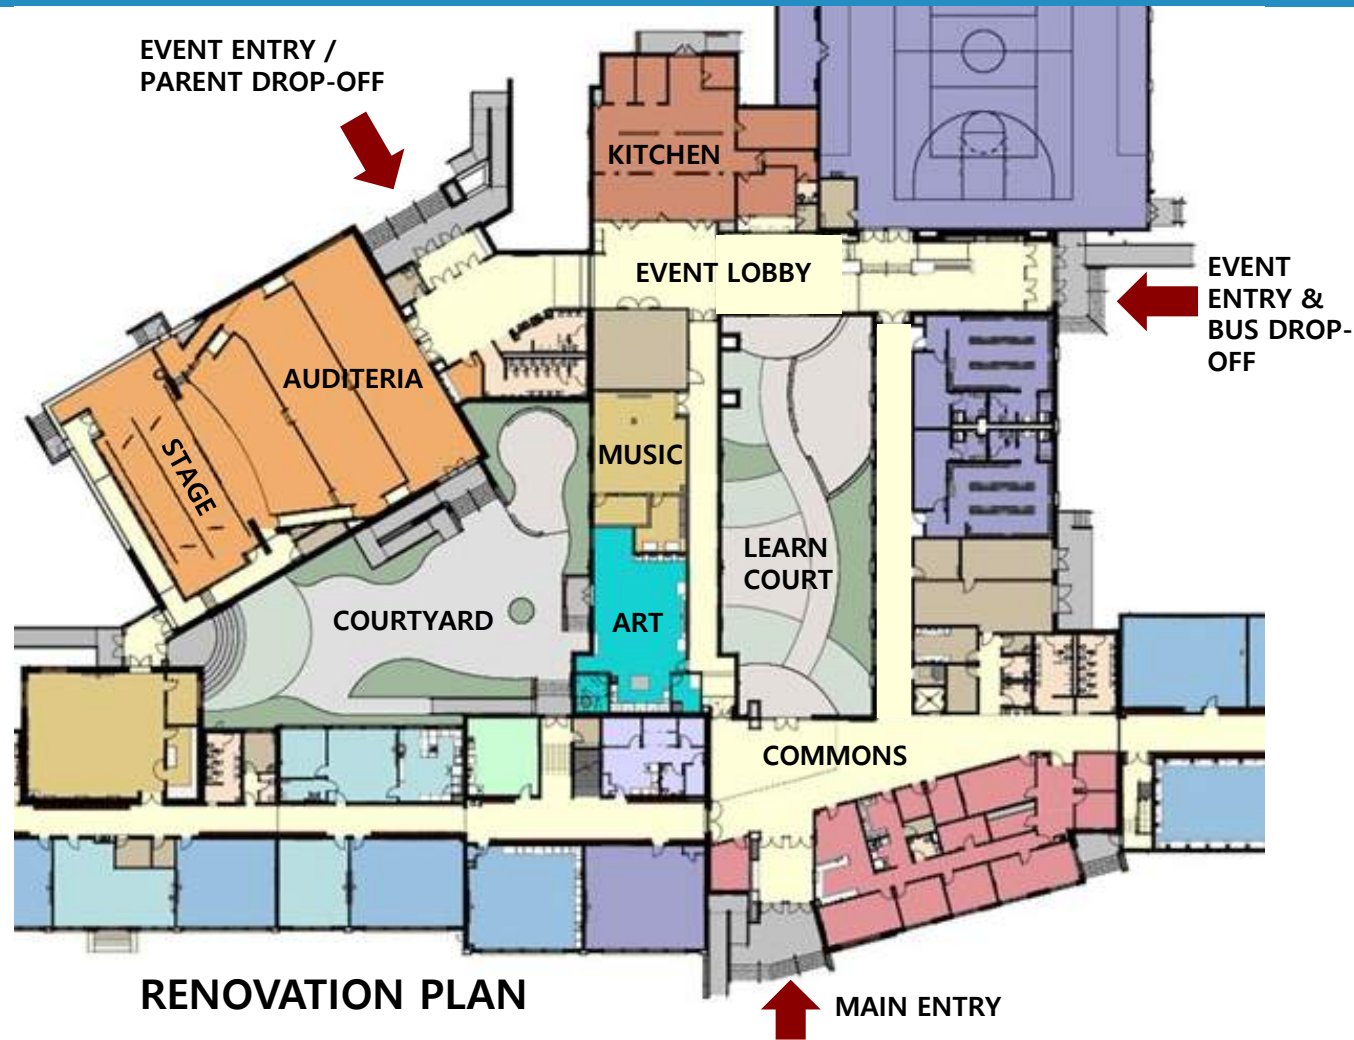 EVENT ENTRY /
PARENT DROP-OFF
KITCHEN
EVENT LOBBY
EVENT
ENTRY &
BUS DROP-
OFF
AUDITERIA
STAGE
MUSIC
LEARN
COURT
COURTYARD
ART
COMMONS
RENOVATION PLAN
MAIN ENTRY